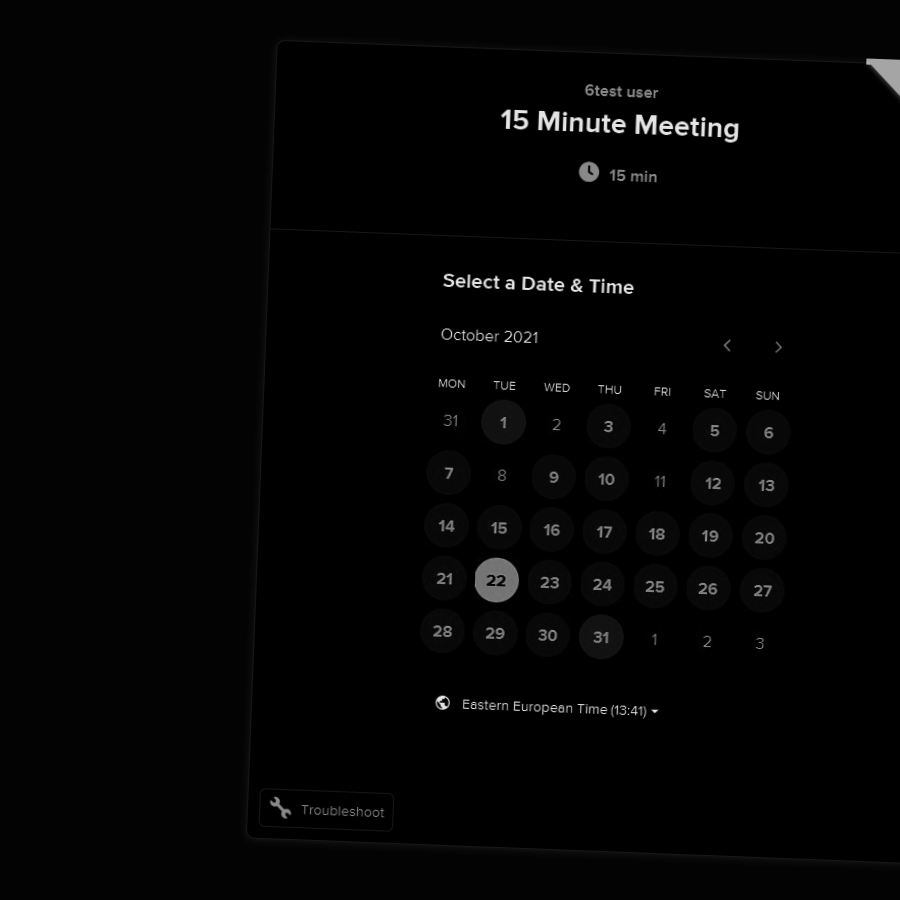 6test user
15 Minute Meeting
15 min
Select a Date & Time
October 2021
MON TUE WED THU FRI SAT SUN
31 1 2 3 4 5 6
7 8 9 10 11 12 13
14 15 16 17 18 19 20
21 22 23 24 25 26 27
28 29 30 31 1 2 3
Eastern European Time (13:41)
Troubleshoot